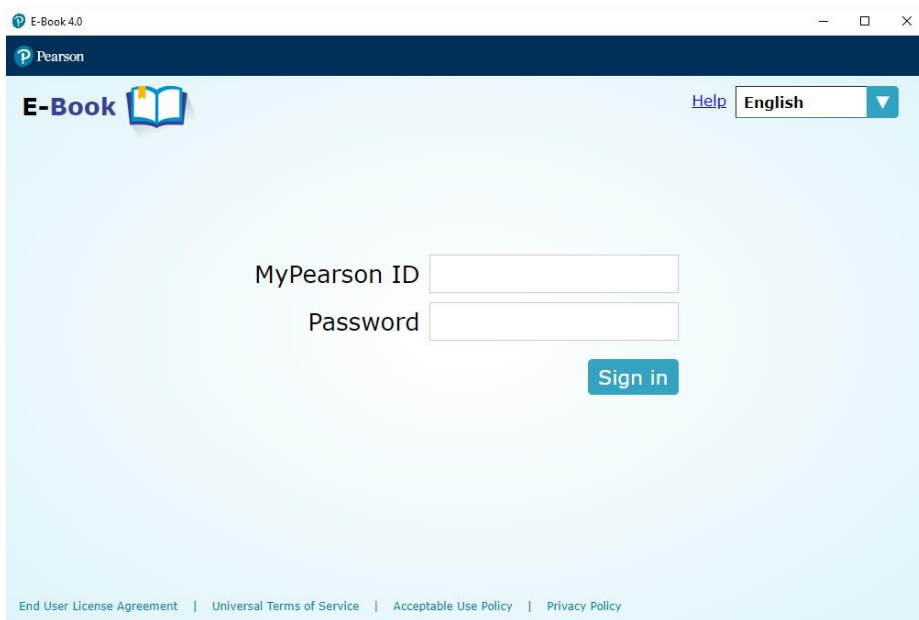 E-Book 4.0
Pearson
E-Book
Help English
MyPearson ID
Password
Sign in
End User License Agreement | Universal Terms of Service | Acceptable Use Policy | Privacy Policy